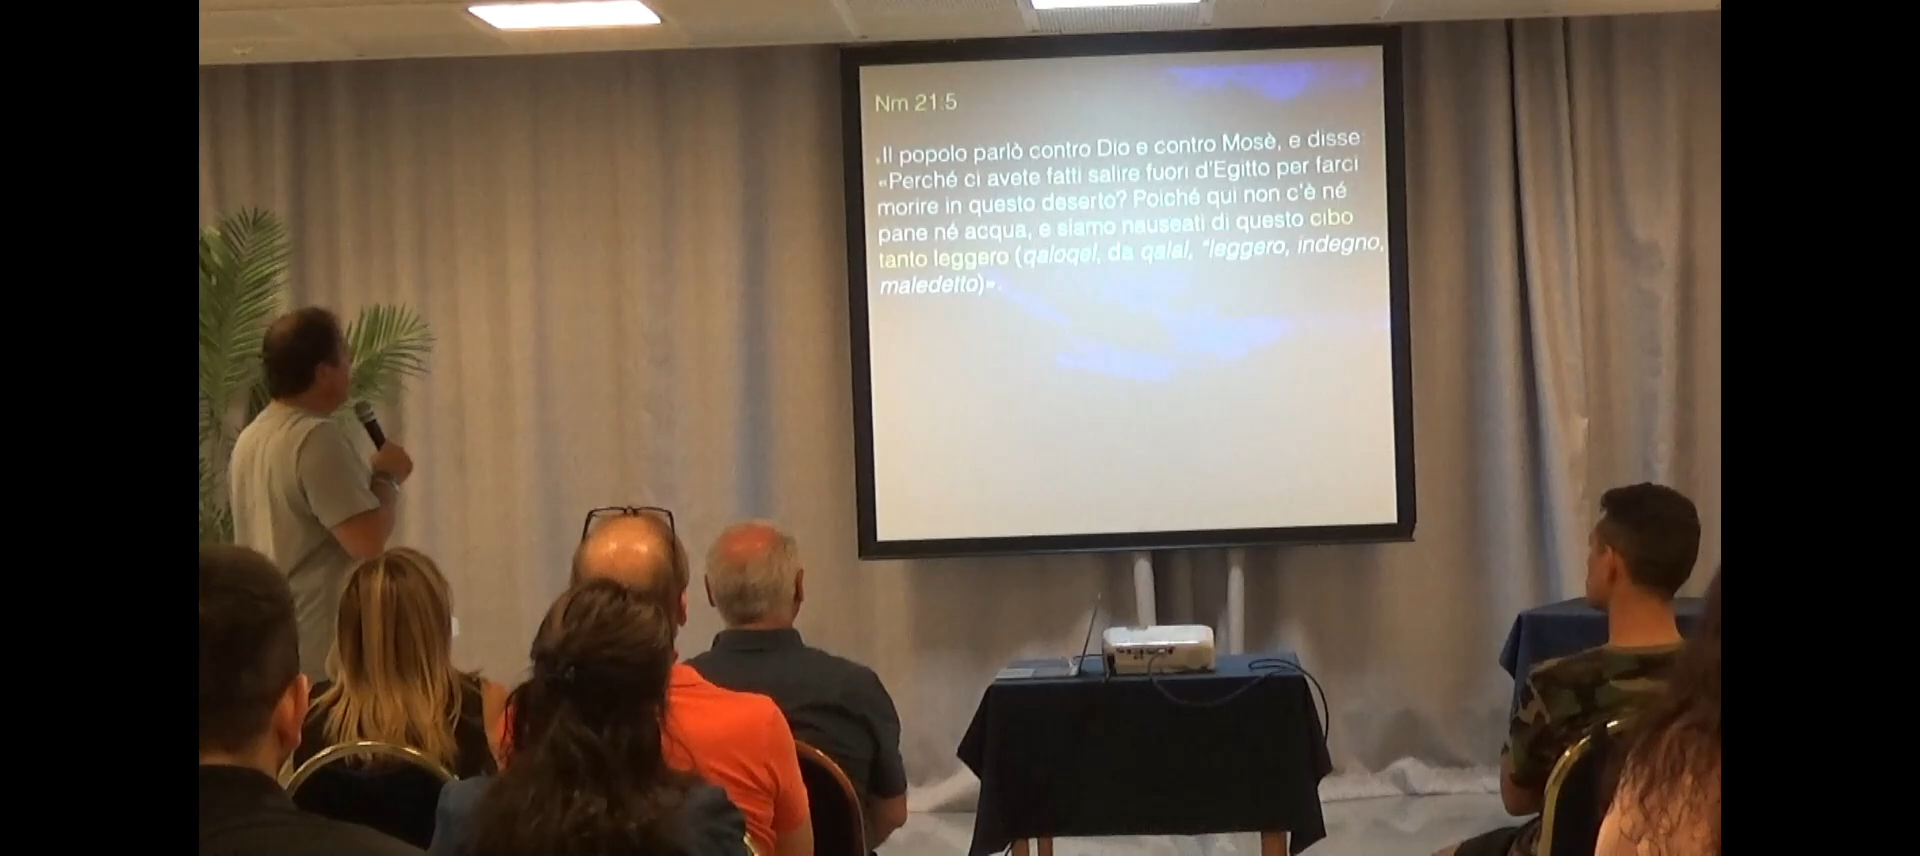 Nm 21:5
.Il popolo parlò contro Dio e contro Mosè, e disse:
«Perché ci avete fatti salire fuori d'Egitto per farci
morire in questo deserto? Poiché qui non c'è né
pane né acqua, e siamo nauseati di questo cibo
tanto leggero (qaloqel, da qalal, "leggero, indegno,
maledetto)».